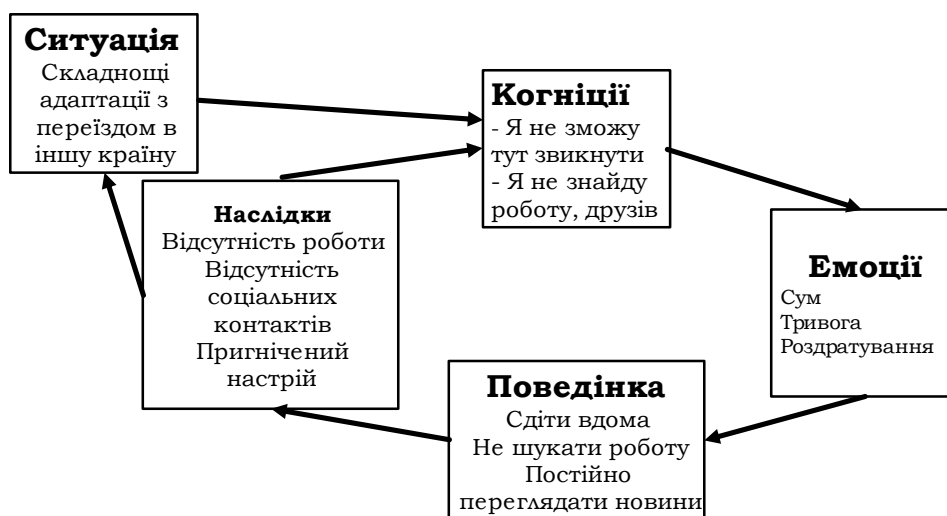 Ситуація
Складнощі
адаптації з
переїздом в
іншу країну
Когніції
- Я не зможу
тут звикнути
- Я не знайду
роботу, друзів
Емоції
Сум
Тривога
Роздратування
Поведінка
Сдіти вдома
Не шукати роботу
Постійно
переглядати новини
Наслідки
Відсутність роботи
Відсутність
соціальних
контактів
Пригнічений
настрій